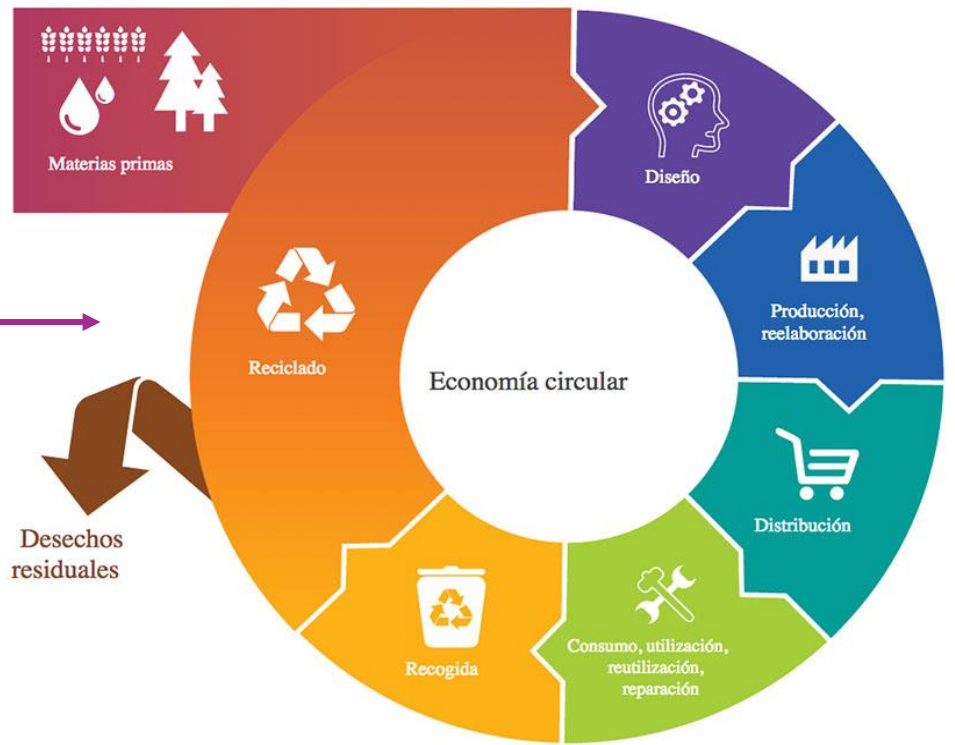 Materias primas
Diseño
Producción,
reelaboración
Reciclado
Economía circular
Distribución
Desechos
residuales
Consumo, utilización,
reutilización,
reparación
Recogida